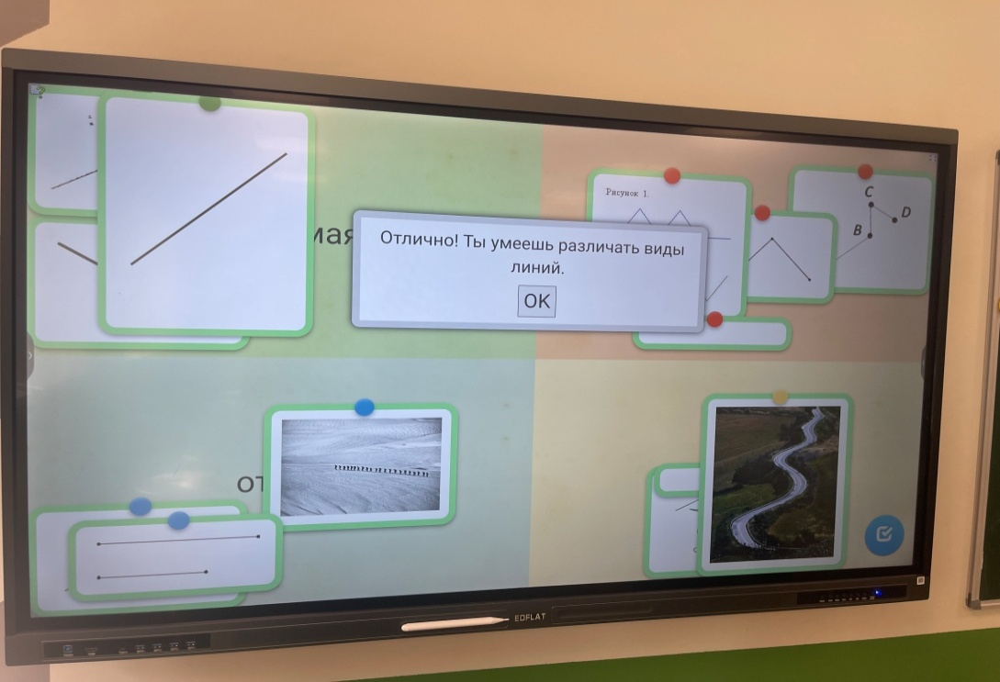 Рисунок 1.
C
D
B
мая
Отлично! Ты умеешь различать виды
линий.
OK
от
EDFLAT